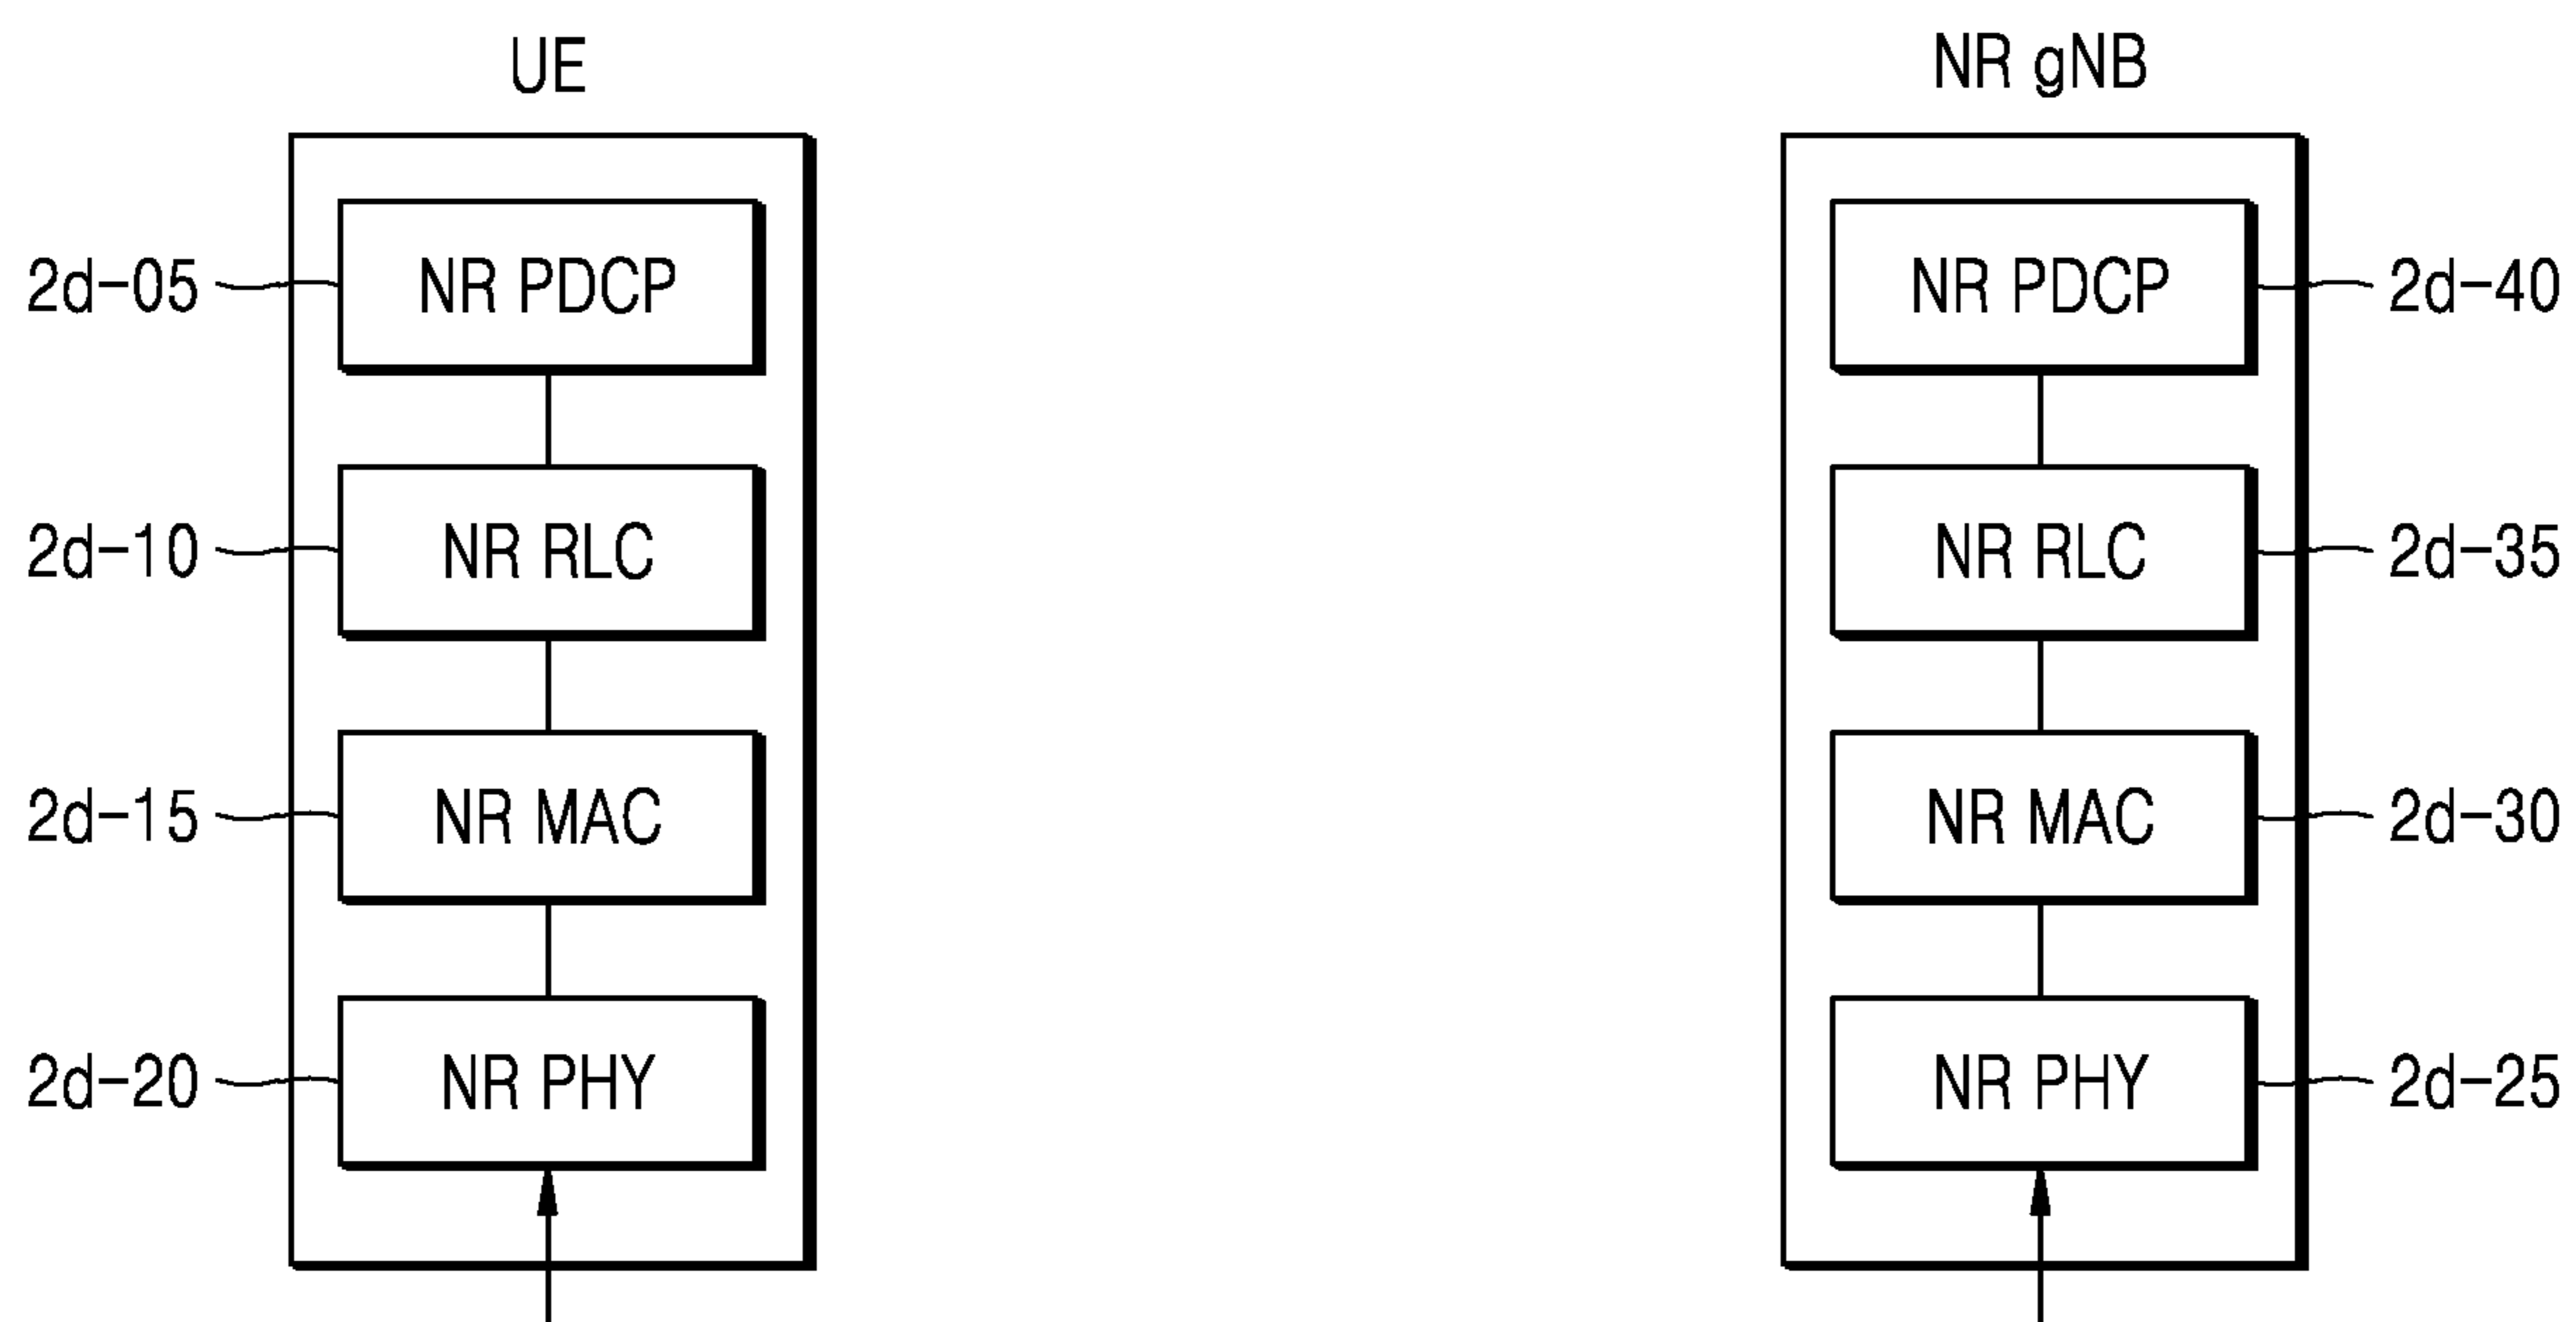 UE
NR gNB
2d-05
NR PDCP
NR PDCP
2d-40
2d-10
NR RLC
NR RLC
2d-35
2d-15
NR MAC
NR MAC
2d-30
2d-20
NR PHY
NR PHY
2d-25